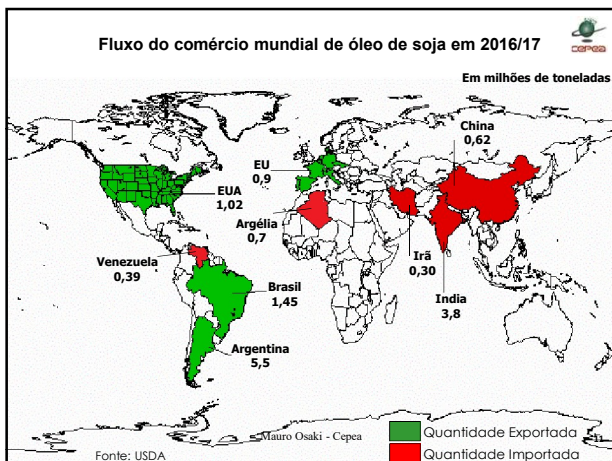 Fluxo do comércio mundial de óleo de soja em 2016/17
cepea
Em milhões de toneladas
China
0,62
EU
0,9
EUA
1,02
Argélia
0,7
Irã
0,30
Venezuela
0,39
Brasil
1,45
India
3,8
Argentina
5,5
Mauro Osaki - Cepea
Quantidade Exportada
Quantidade Importada
Fonte: USDA